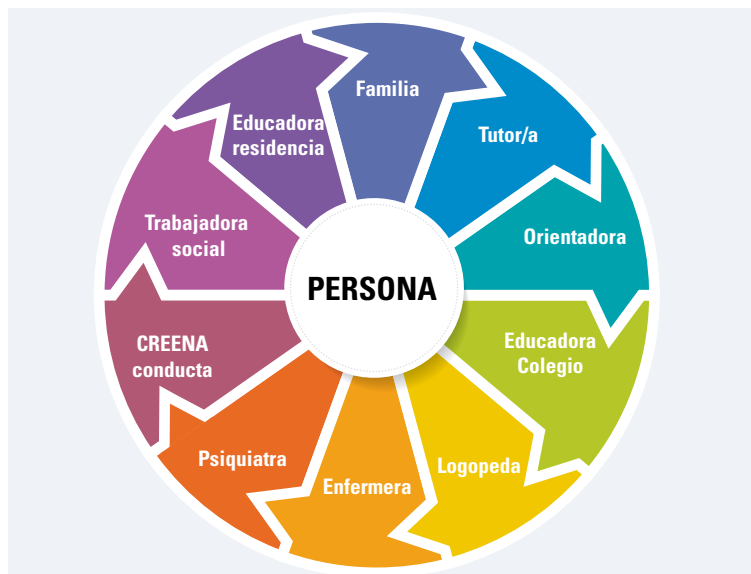 Familia
Tutor/a
Orientadora
Educadora
Colegio
Logopeda
Enfermera
Psiquiatra
CREENA
conducta
Trabajadora
social
Educadora
residencia
PERSONA